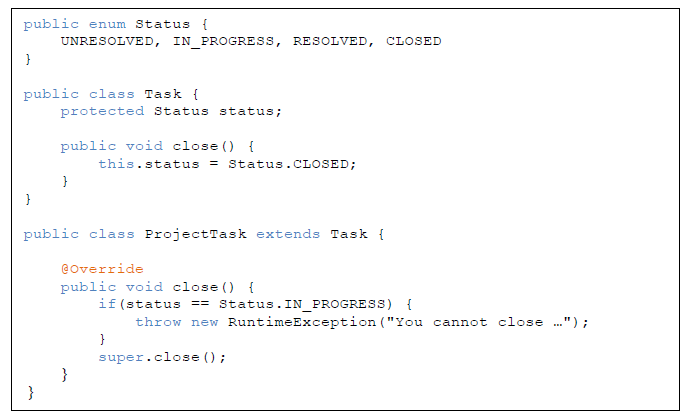 public enum Status {
    UNRESOLVED, IN_PROGRESS, RESOLVED, CLOSED
}

public class Task {
    protected Status status;

    public void close() {
        this.status = Status.CLOSED;
    }
}

public class ProjectTask extends Task {

    @Override
    public void close() {
        if(status == Status.IN_PROGRESS) {
            throw new RuntimeException("You cannot close …");
        }
        super.close();
    }
}